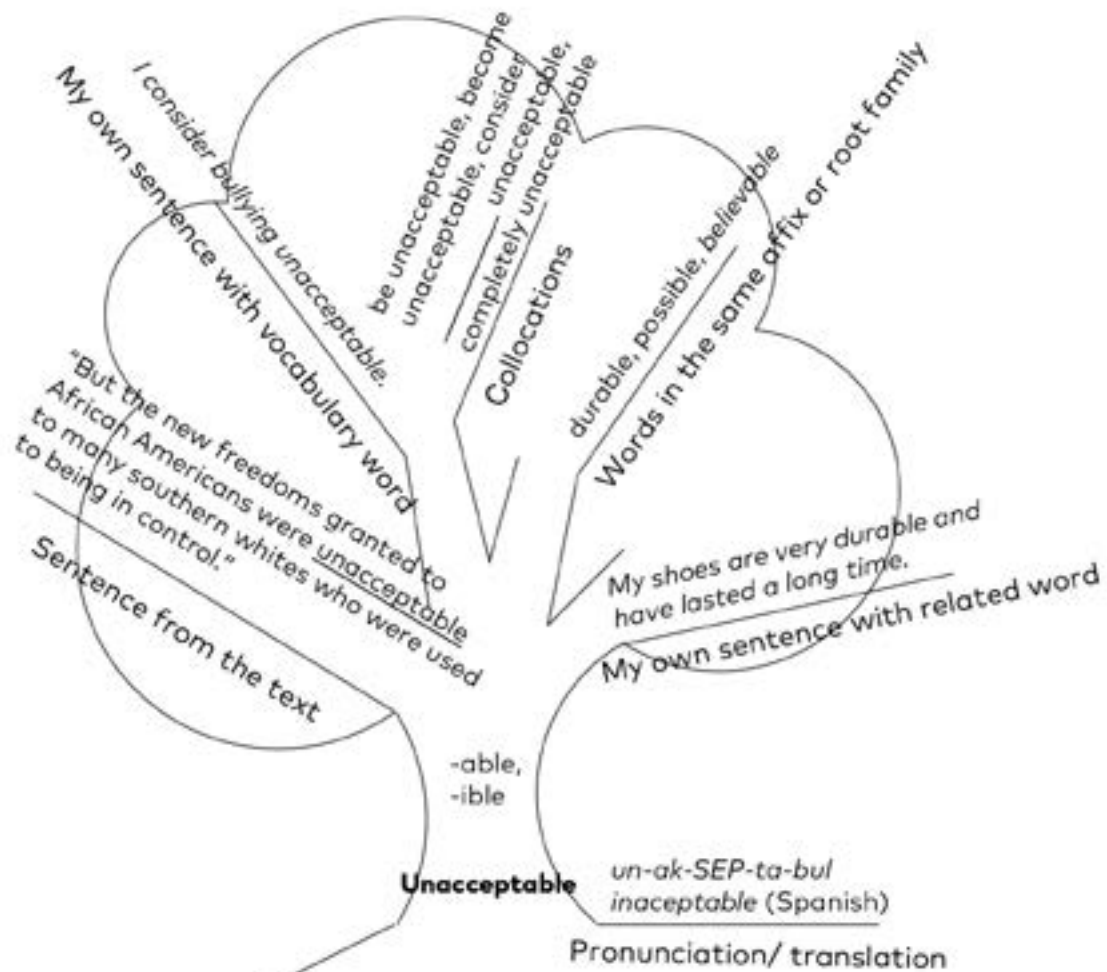 I consider bullying unacceptable.
My own sentence with vocabulary word
be unacceptable, become
unacceptable, consider
unacceptable,
completely unacceptable
Collocations
durable, possible, believable
Words in the same affix or root family
"But the new freedoms granted to
African Americans were unacceptable
to many southern whites who were used
to being in control."
Sentence from the text
My shoes are very durable and
have lasted a long time.
My own sentence with related word
-able,
-ible
Unacceptable
un-ak-SEP-ta-bul
inaceptable (Spanish)
Pronunciation/ translation